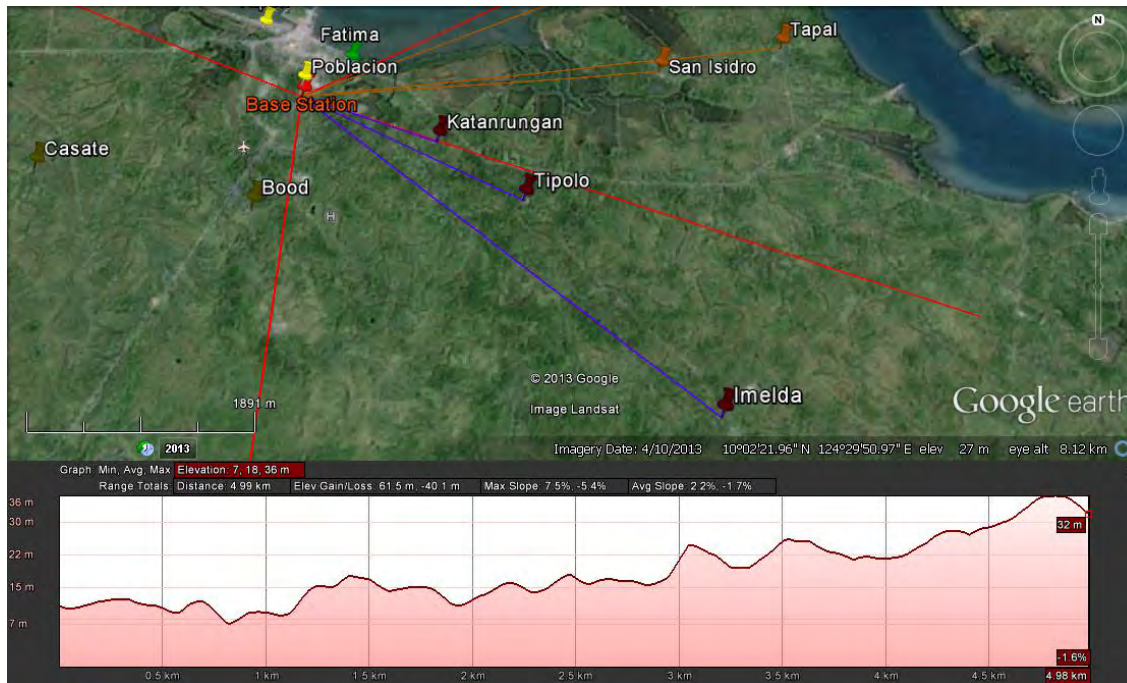 N
Tapal
Fatima
San Isidro
Poblacion
Base Station
Katanrungan
Casate
Tipolo
Bood
H
© 2013 Google
Imelda
Image Landsat
Google earth
1891 m
2013
Imagery Date: 4/10/2013 10°02'21.96" N 124°29'50.97" E elev 27 m eye alt 8.12 km
Graph: Min, Avg, Max Elevation: 7, 18, 36 m
Range Totals: Distance: 4.99 km Elev Gain/Loss: 61.5 m, -40.1 m Max Slope: 7.5%, -5.4% Avg Slope: 2.2%, -1.7%
36 m
30 m
32 m
22 m
15 m
7 m
-1.6%
0.5 km 1 km 1.5 km 2 km 2.5 km 3 km 3.5 km 4 km 4.5 km 4.98 km